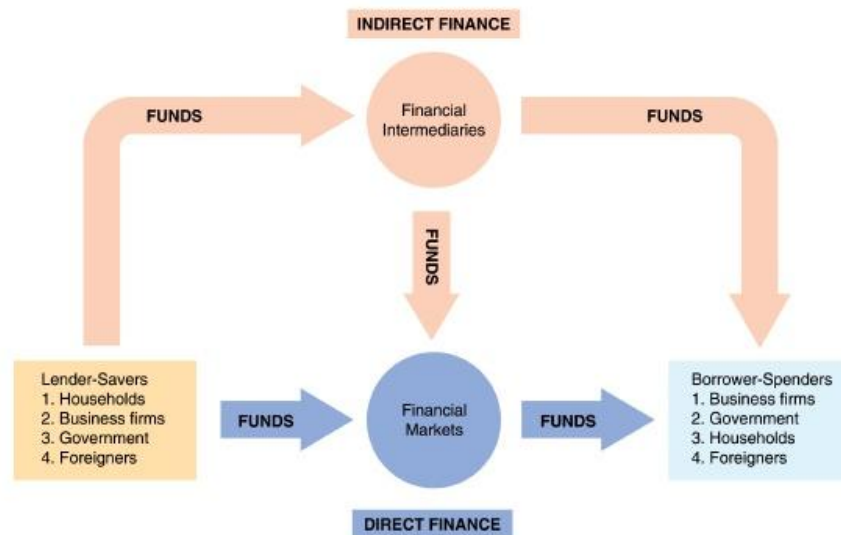 INDIRECT FINANCE
Financial
Intermediaries
FUNDS
FUNDS
FUNDS
Lender-Savers
1. Households
2. Business firms
3. Government
4. Foreigners
FUNDS
Financial
Markets
FUNDS
Borrower-Spenders
1. Business firms
2. Government
3. Households
4. Foreigners
DIRECT FINANCE